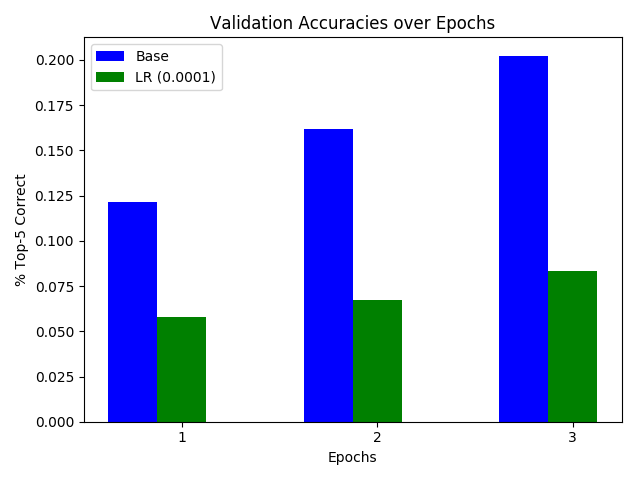 Validation Accuracies over Epochs
Base
LR (0.0001)
% Top-5 Correct
0.200
0.175
0.150
0.125
0.100
0.075
0.050
0.025
0.000
1 2 3
Epochs